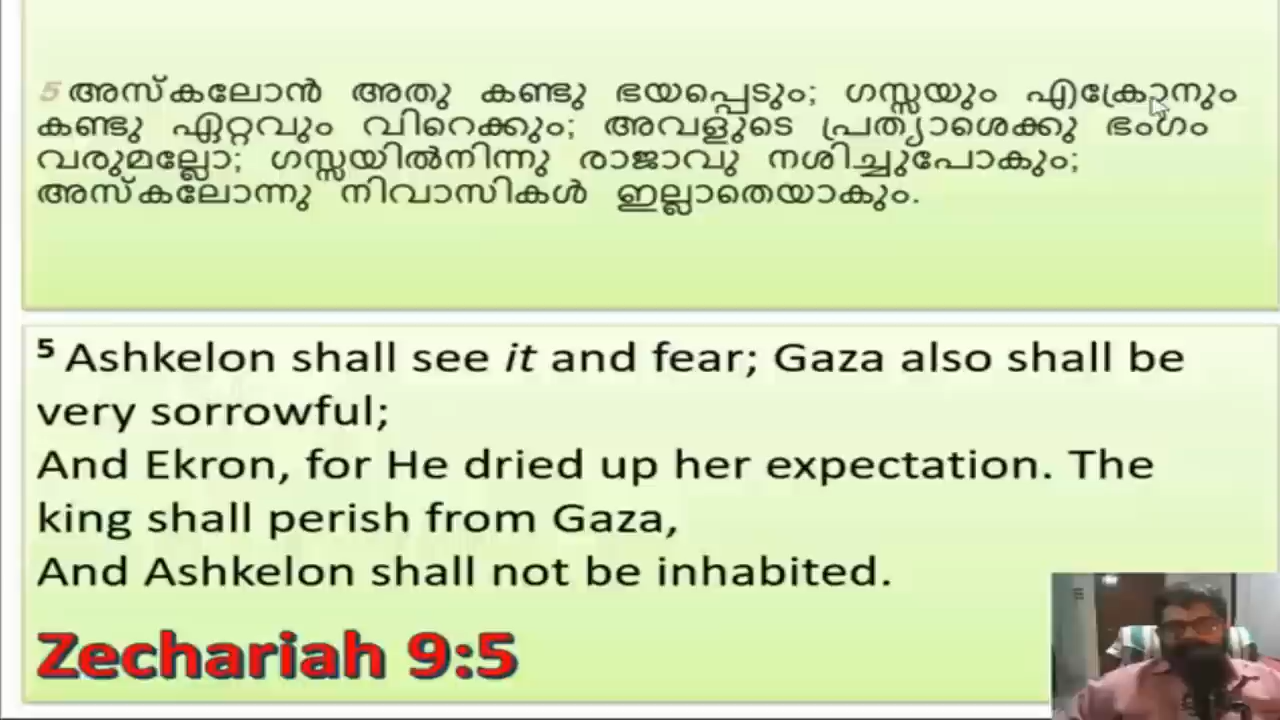 5 അസ്കലോൻ അതു കണ്ടു ഭയപ്പെടും; ഗസ്സയും എക്രോനും
കണ്ടു ഏറ്റവും വിറെക്കും; അവളുടെ പ്രത്യാശെക്കു ഭംഗം
വരുമല്ലോ; ഗസ്സയിൽനിന്നു രാജാവു നശിച്ചുപോകും;
അസ്കലോന്നു നിവാസികൾ ഇല്ലാതെയാകും.
5 Ashkelon shall see it and fear; Gaza also shall be
very sorrowful;
And Ekron, for He dried up her expectation. The
king shall perish from Gaza,
And Ashkelon shall not be inhabited.
Zechariah 9:5